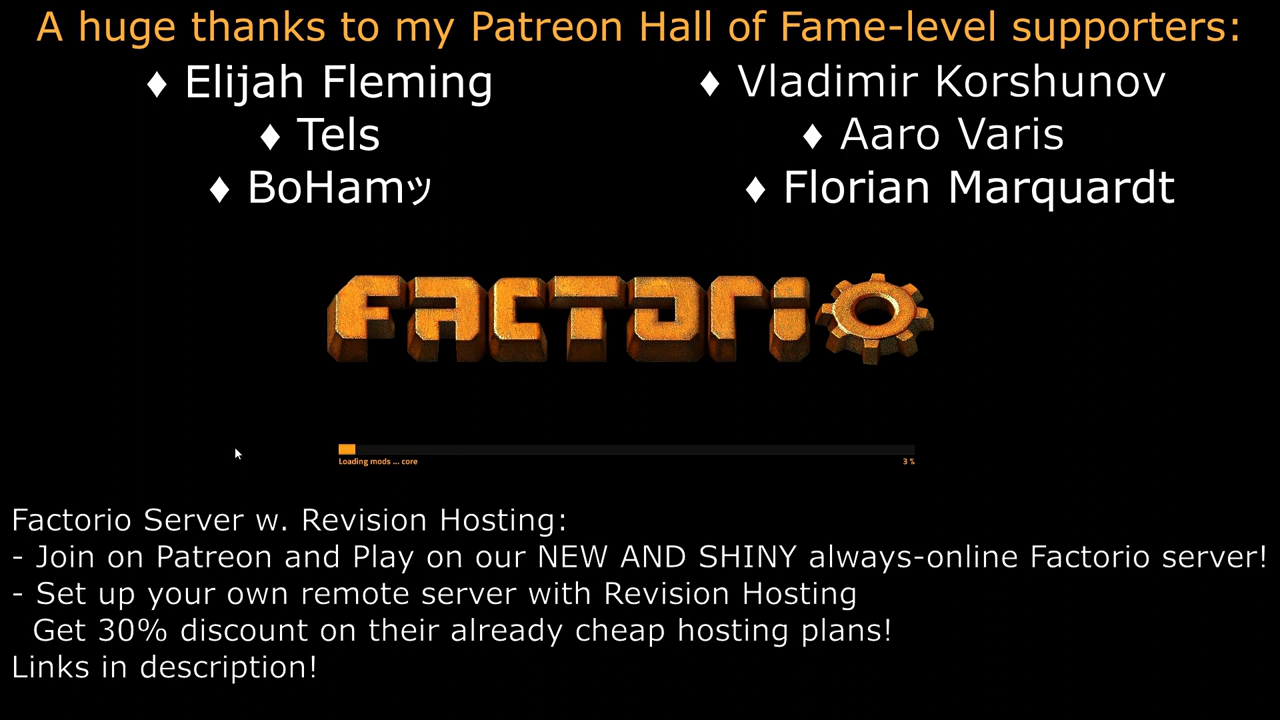 A huge thanks to my Patreon Hall of Fame-level supporters:
♦ Elijah Fleming
♦ Tels
♦ BoHamッ
♦ Vladimir Korshunov
♦ Aaro Varis
♦ Florian Marquardt
FACTORIO
Loading mods ... core 3 %
Factorio Server w. Revision Hosting:
- Join on Patreon and Play on our NEW AND SHINY always-online Factorio server!
- Set up your own remote server with Revision Hosting
Get 30% discount on their already cheap hosting plans!
Links in description!